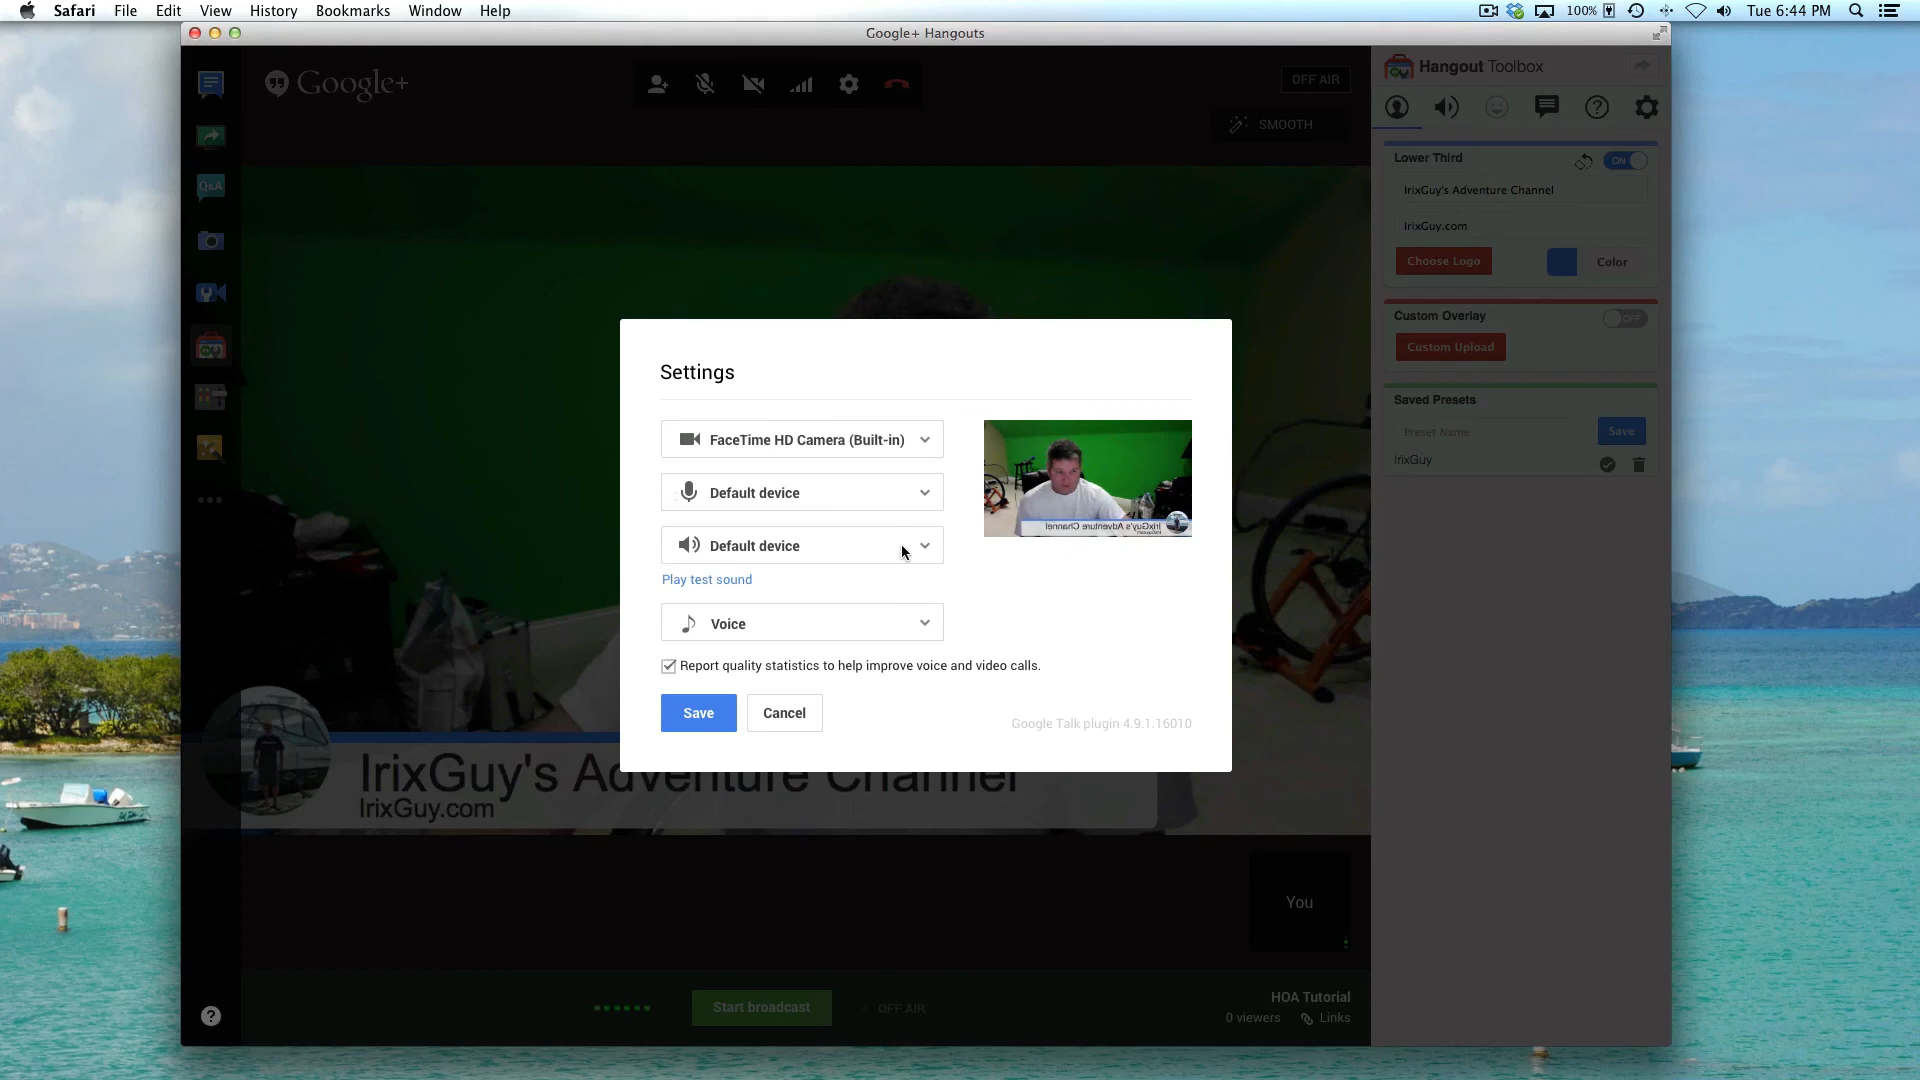 Safari File Edit View History Bookmarks Window Help
100% Tue 6:44 PM
Google+ Hangouts
Google+
OFF AIR
SMOOTH
Q&A
Hangout Toolbox
Lower Third
ON
IrixGuy's Adventure Channel
IrixGuy.com
Choose Logo
Color
Custom Overlay
OFF
Custom Upload
Saved Presets
Preset Name
Save
IrixGuy
Settings
FaceTime HD Camera (Built-in)
Default device
Default device
Play test sound
Voice
Report quality statistics to help improve voice and video calls.
Save
Cancel
Google Talk plugin 4.9.1.16010
IrixGuy's Adventure Channel
IrixGuy's Adventure Channel
IrixGuy.com
You
Start broadcast
OFF AIR
HOA Tutorial
0 viewers
Links